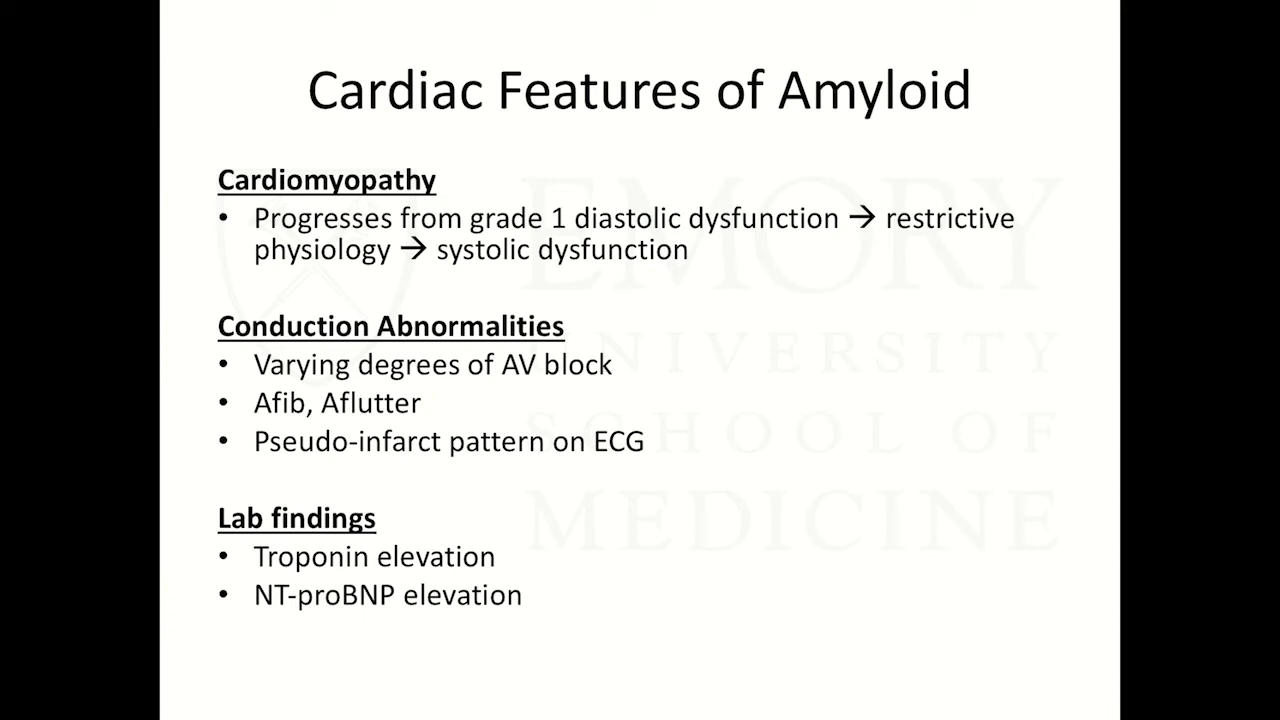 Cardiac Features of Amyloid
Cardiomyopathy
• Progresses from grade 1 diastolic dysfunction → restrictive
physiology → systolic dysfunction
Conduction Abnormalities
• Varying degrees of AV block
• Afib, Aflutter
• Pseudo-infarct pattern on ECG
Lab findings
• Troponin elevation
• NT-proBNP elevation
EMORY
UNIVERSITY
SCHOOL OF
MEDICINE